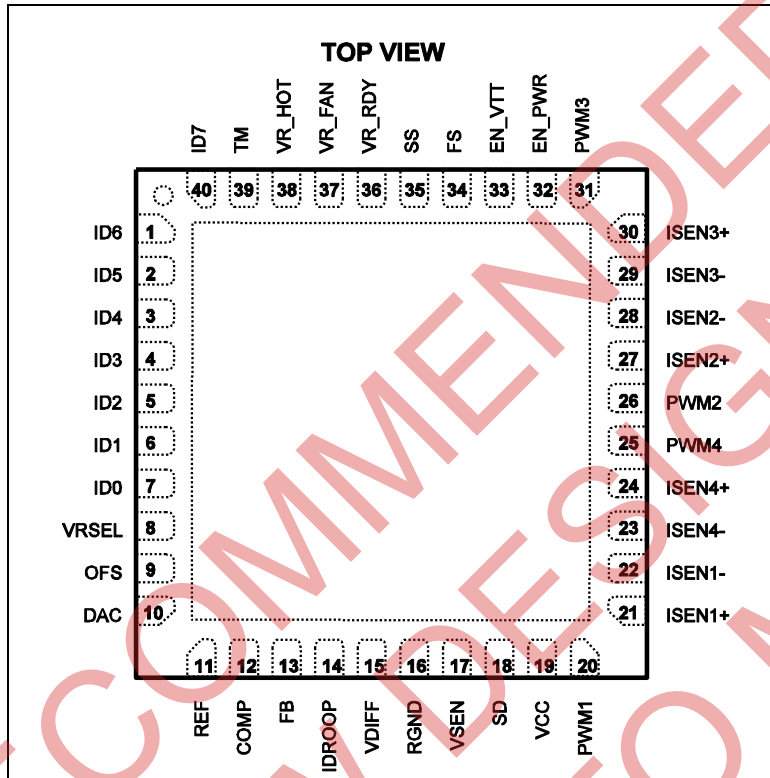 TOP VIEW
ID7 TM VR_HOT VR_FAN VR_RDY SS FS EN_VTT EN_PWR PWM3
40 39 38 37 36 35 34 33 32 31
ID6 1 30 ISEN3+
ID5 2 29 ISEN3-
ID4 3 28 ISEN2-
ID3 4 27 ISEN2+
ID2 5 26 PWM2
ID1 6 25 PWM4
ID0 7 24 ISEN4+
VRSEL 8 23 ISEN4-
OFS 9 22 ISEN1-
DAC 10 21 ISEN1+
11 12 13 14 15 16 17 18 19 20
REF COMP FB IDROOP VDIFF RGND VSEN SD VCC PWM1
COMMENDE
DESIGN